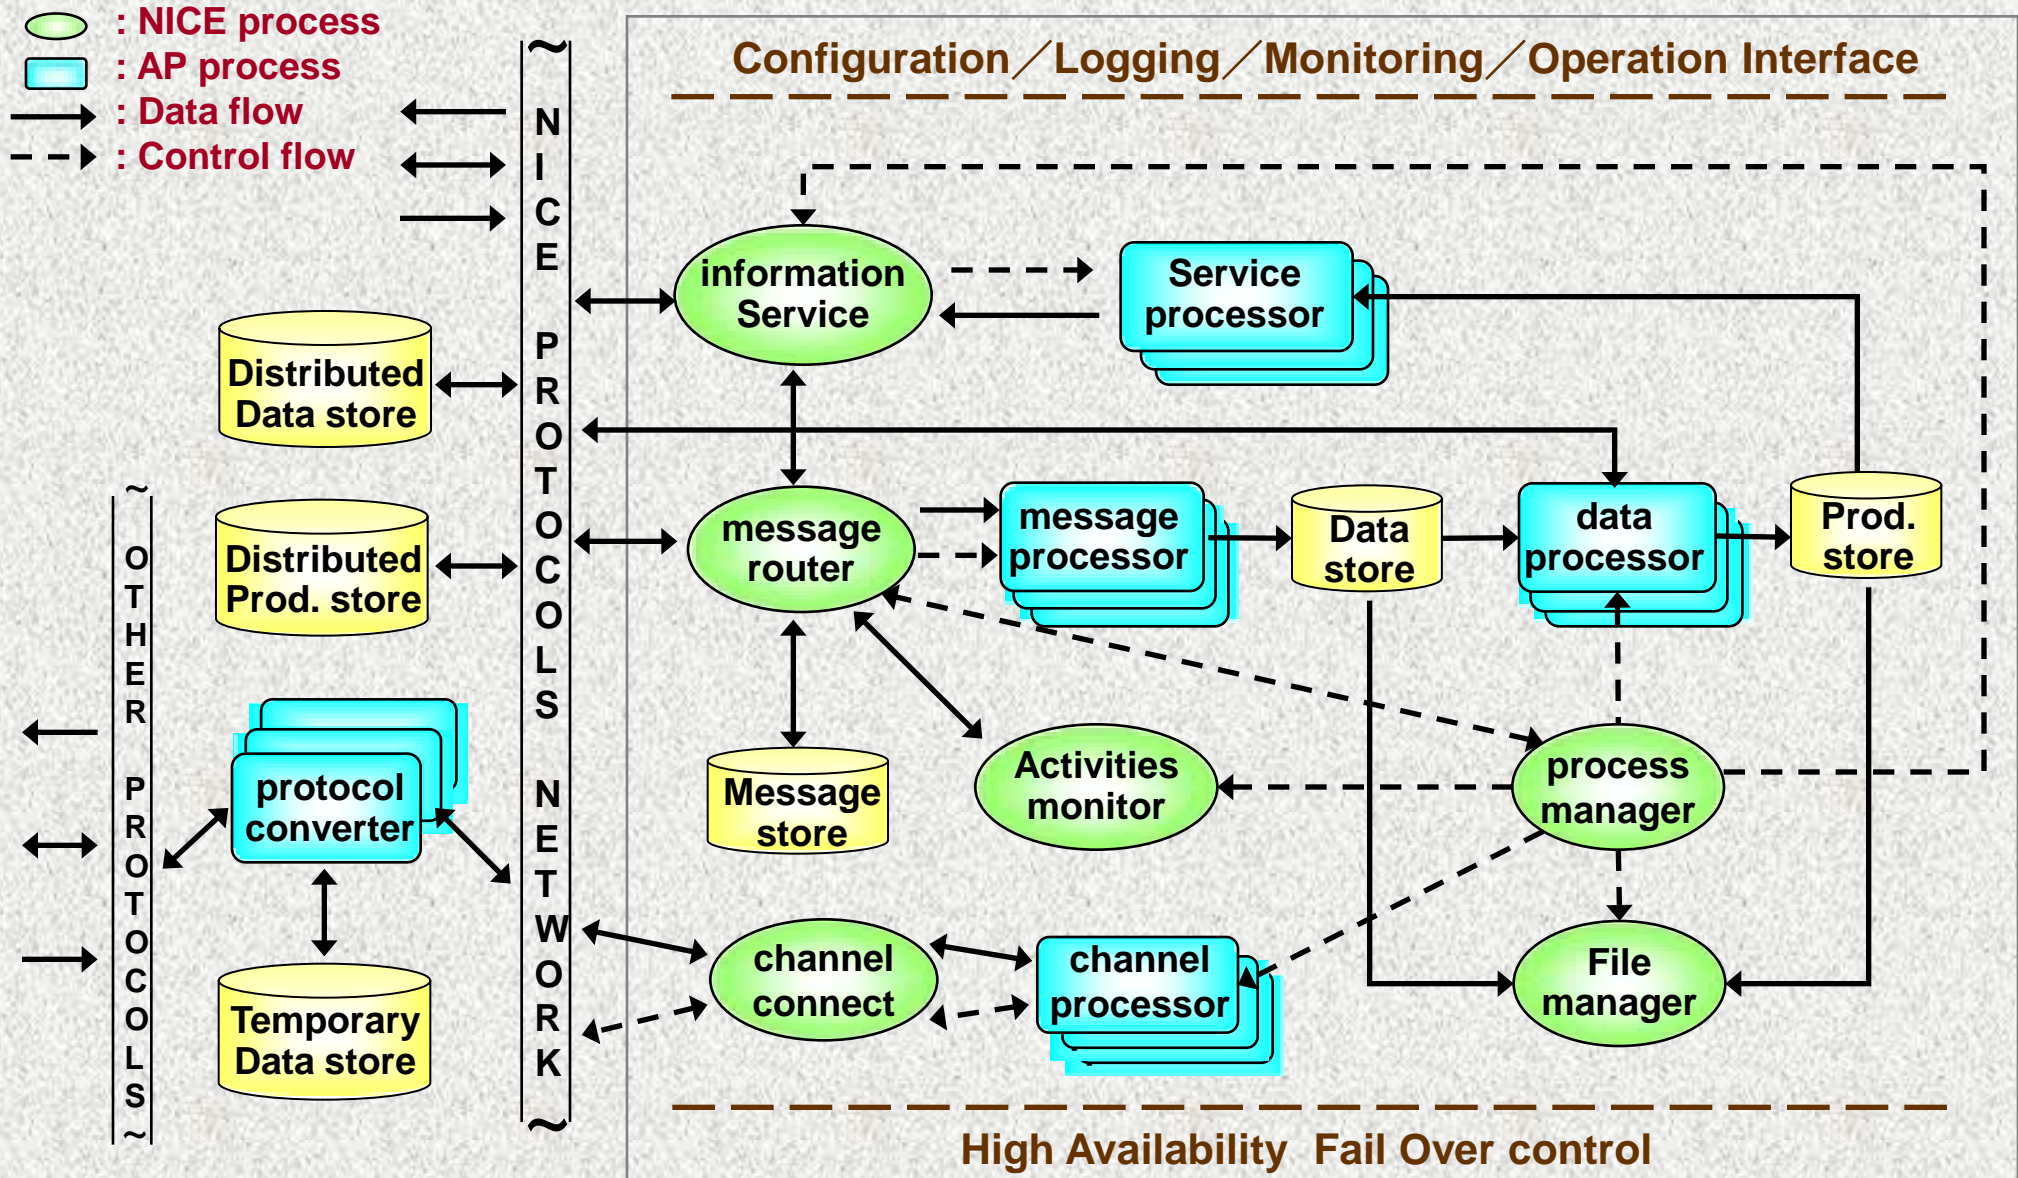 : NICE process
: AP process
: Data flow
: Control flow
Configuration／Logging／Monitoring／Operation Interface
NICE PROTOCOLS NETWORK
OTHER PROTOCOLS
information
Service
Service
processor
Distributed
Data store
Distributed
Prod. store
message
router
message
processor
Data
store
data
processor
Prod.
store
protocol
converter
Temporary
Data store
Message
store
Activities
monitor
process
manager
channel
connect
channel
processor
File
manager
High Availability  Fail Over control